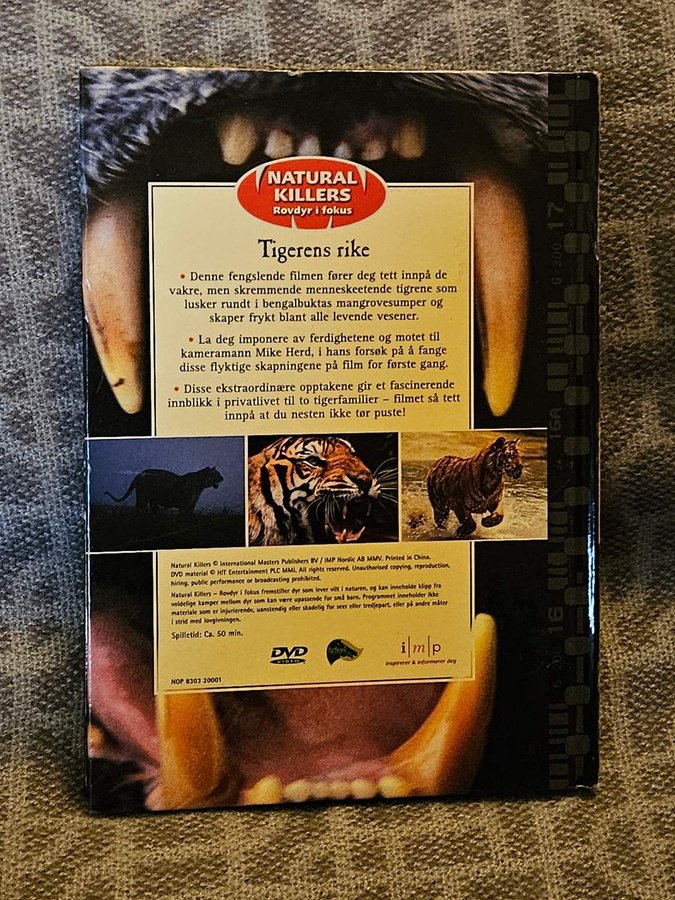 NATURAL
KILLERS
Rovdyr i fokus
Tigerens rike
• Denne fengslende filmen fører deg tett innpå de
vakre, men skremmende menneskeetende tigrene som
lusker rundt i bengalbuktas mangrovesumper og
skaper frykt blant alle levende vesener.
• La deg imponere av ferdighetene og motet til
kameramann Mike Herd, i hans forsøk på å fange
disse flyktige skapningene på film for første gang.
• Disse ekstraordinære opptakene gir et fascinerende
innblikk i privatlivet til to tigerfamilier – filmet så tett
innpå at du nesten ikke tør puste!
Natural Killers © International Masters Publishers BV / IMP Nordic AB MMV. Printed in China.
DVD material © HIT Entertainment PLC MMI. All rights reserved. Unauthorised copying, reproduction,
hiring, public performance or broadcasting prohibited.
Natural Killers – Rovdyr i fokus fremstiller dyr som lever vilt i naturen, og kan inneholde klipp fra
voldelige kamper mellom dyr som kan være upassende for små barn. Programmet inneholder ikke
materiale som er injurierende, uanstendig eller skadelig for seer eller tredjepart, eller på andre måter
i strid med lovgivningen.
Spilletid: Ca. 50 min.
DVD
VIDEO
i|m|p
inspirerer & informerer deg
NOP 8303 20001
17
16